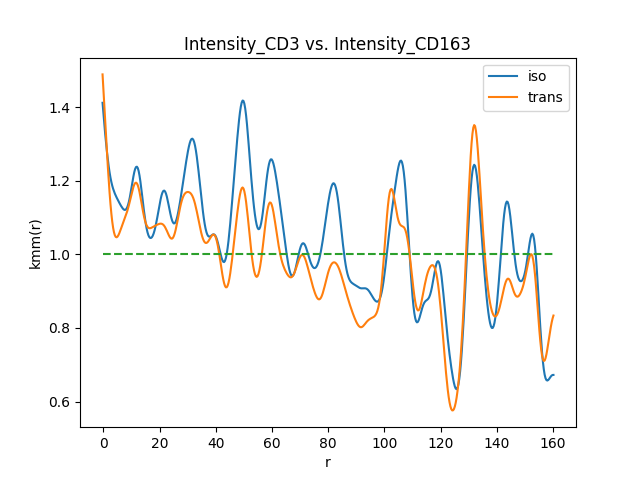 Intensity_CD3 vs. Intensity_CD163
iso
trans
1.4
1.2
1.0
0.8
0.6
kmm(r)
0 20 40 60 80 100 120 140 160
r